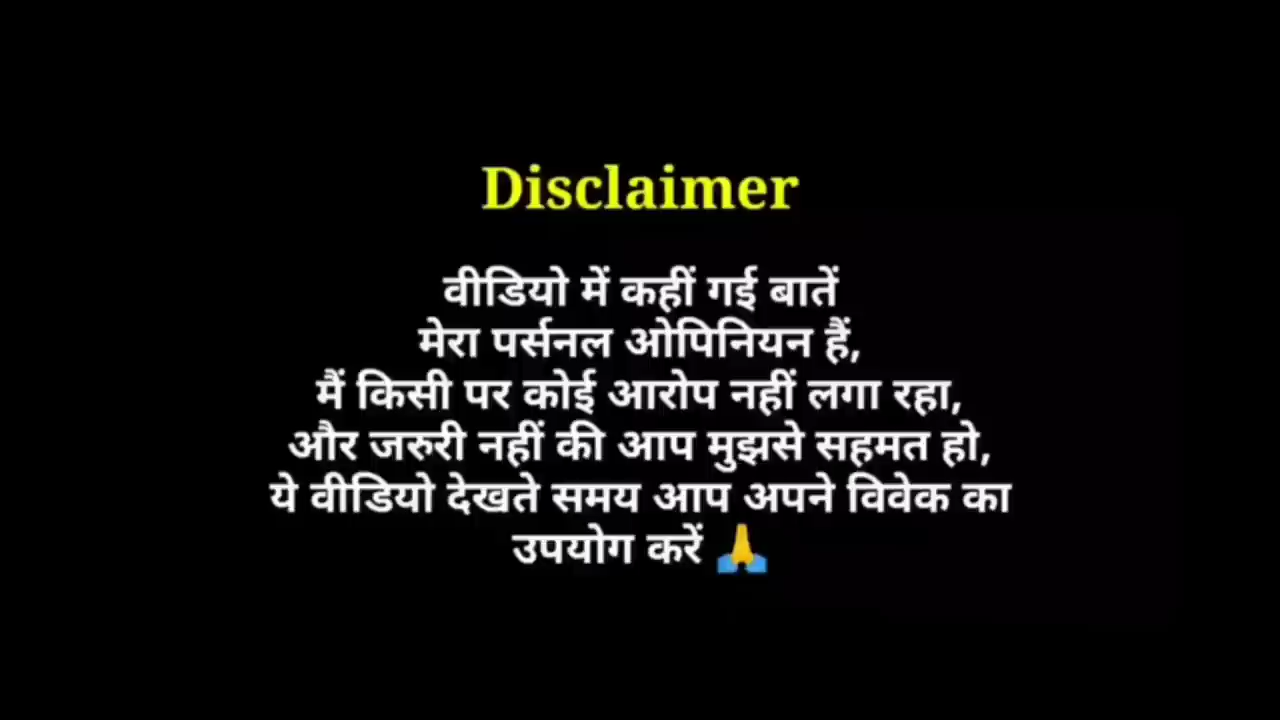 Disclaimer
वीडियो में कहीं गई बातें
मेरा पर्सनल ओपिनियन हैं,
मैं किसी पर कोई आरोप नहीं लगा रहा,
और जरुरी नहीं की आप मुझसे सहमत हो,
ये वीडियो देखते समय आप अपने विवेक का
उपयोग करें 🙏